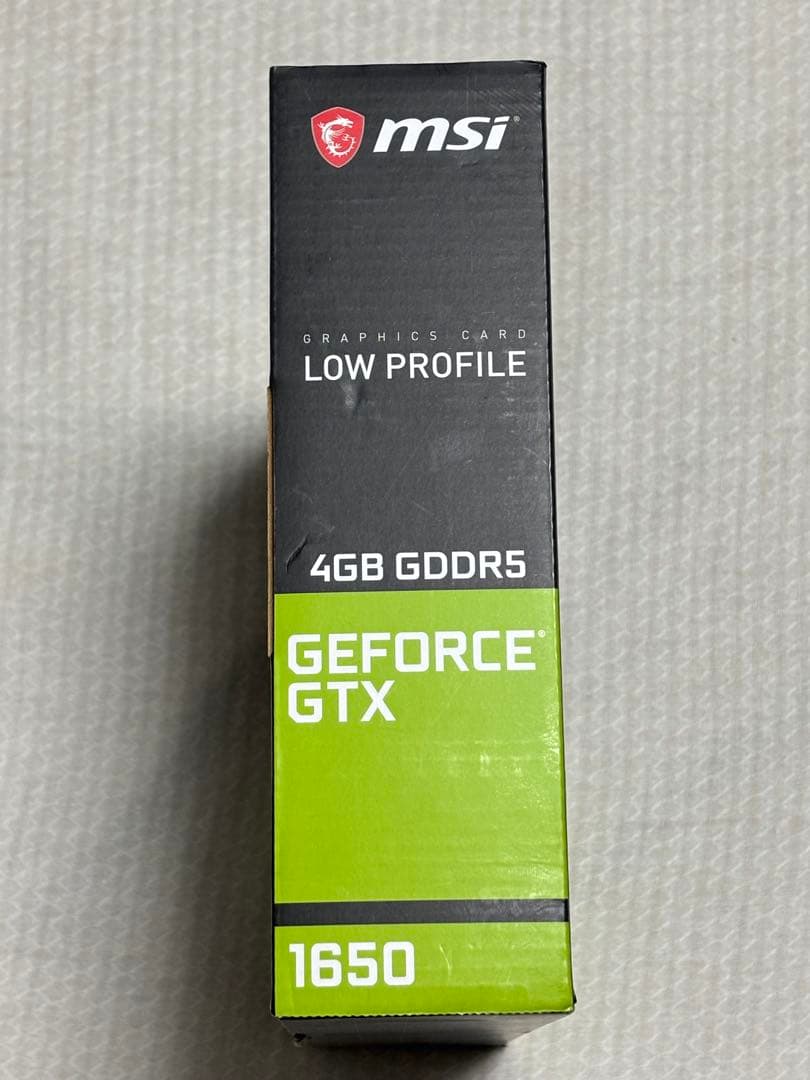 msi®
GRAPHICS CARD
LOW PROFILE
4GB GDDR5
GEFORCE®
GTX
1650